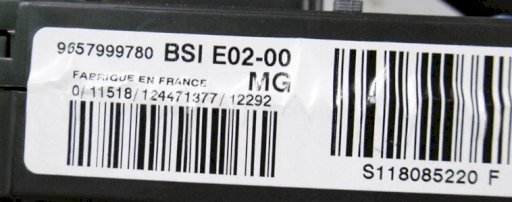 9657999780 BSI E02-00
FABRIQUE EN FRANCE MG
0/11518/124471377/12292
S118085220 F